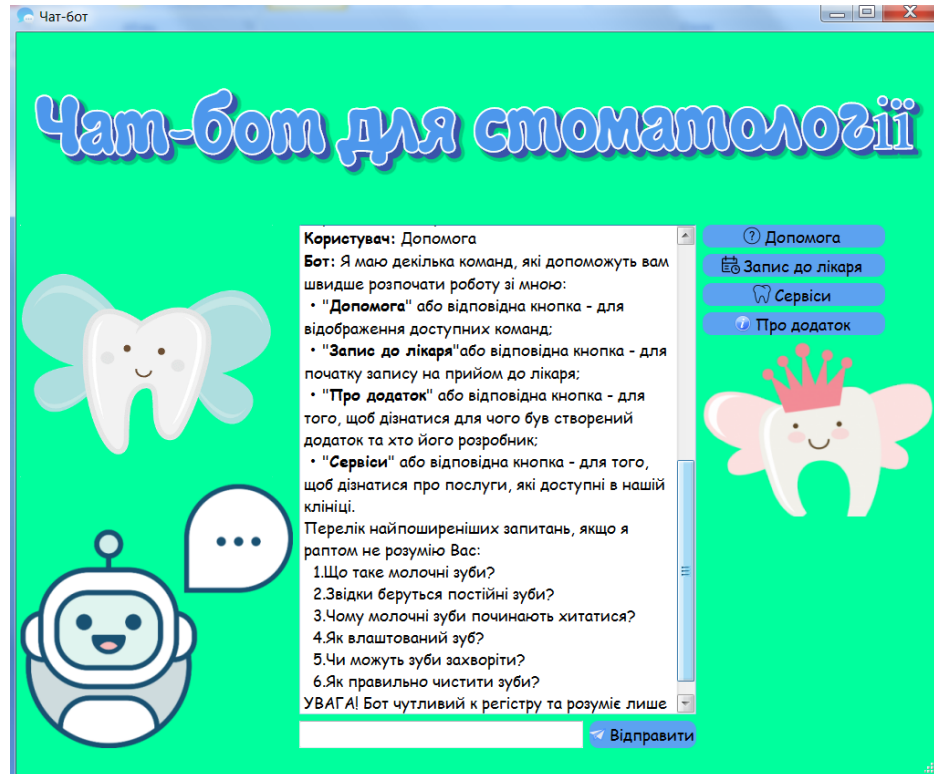 Чат-бот
Чат-бот для стоматології
Користувач: Допомога
Бот: Я маю декілька команд, які допоможуть вам
швидше розпочати роботу зі мною:
• "Допомога" або відповідна кнопка - для
відображення доступних команд;
• "Запис до лікаря"або відповідна кнопка - для
початку запису на прийом до лікаря;
• "Про додаток" або відповідна кнопка - для
того, щоб дізнатися для чого був створений
додаток та хто його розробник;
• "Сервіси" або відповідна кнопка - для того,
щоб дізнатися про послуги, які доступні в нашій
клініці.
Перелік найпоширеніших запитань, якщо я
раптом не розумію Вас:
1.Що таке молочні зуби?
2.Звідки беруться постійні зуби?
3.Чому молочні зуби починають хитатися?
4.Як влаштований зуб?
5.Чи можуть зуби захворіти?
6.Як правильно чистити зуби?
УВАГА! Бот чутливий к регістру та розуміє лише
Відправити
Допомога
Запис до лікаря
Сервіси
Про додаток